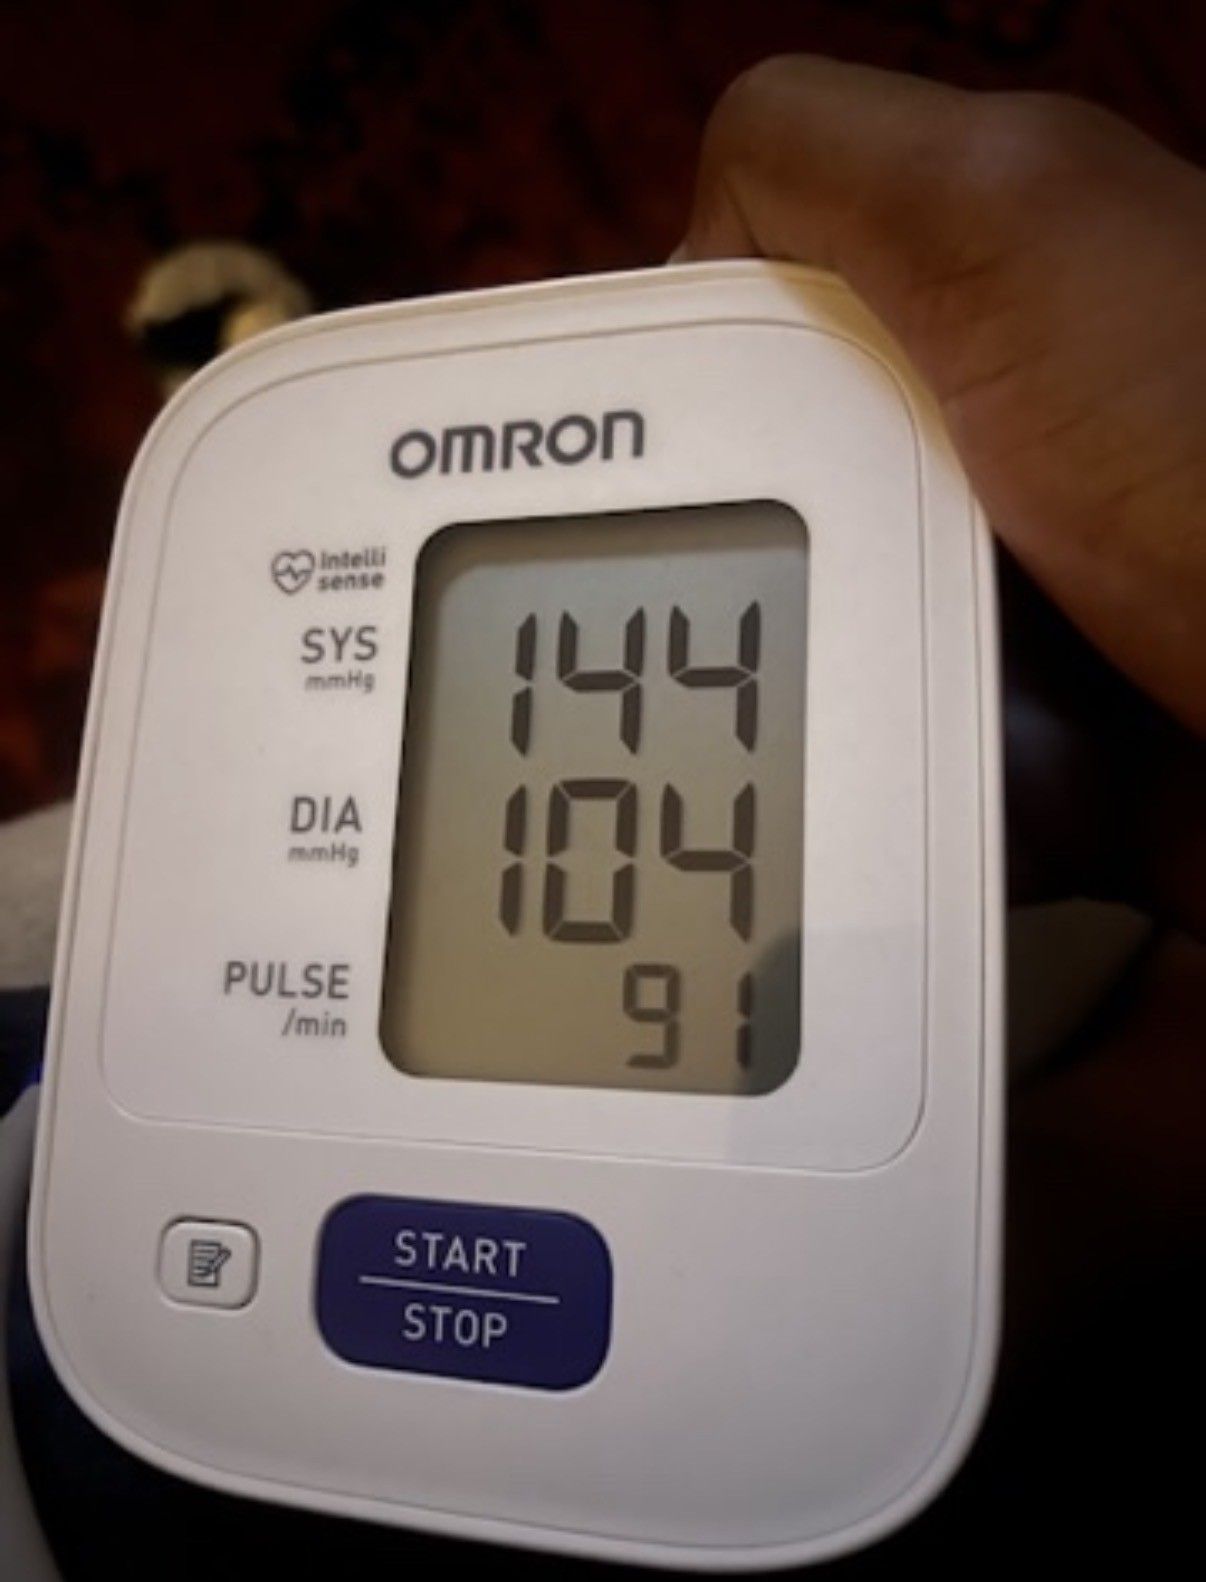 OMRON
Intelli
sense
SYS
mmHg
144
DIA
mmHg
104
PULSE
/min
91
START
STOP